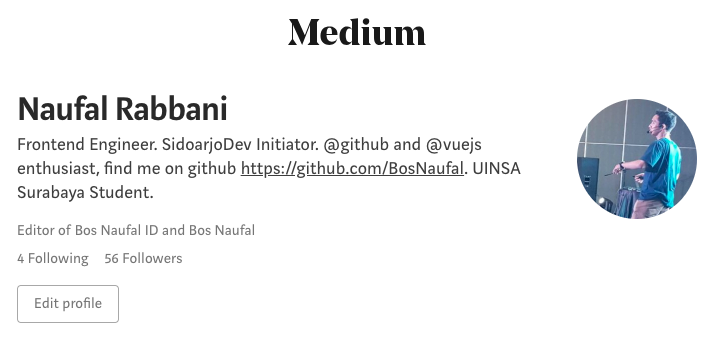 Medium
Naufal Rabbani
Frontend Engineer. SidoarjoDev Initiator. @github and @vuejs
enthusiast, find me on github https://github.com/BosNaufal. UINSA
Surabaya Student.
Editor of Bos Naufal ID and Bos Naufal
4 Following 56 Followers
Edit profile